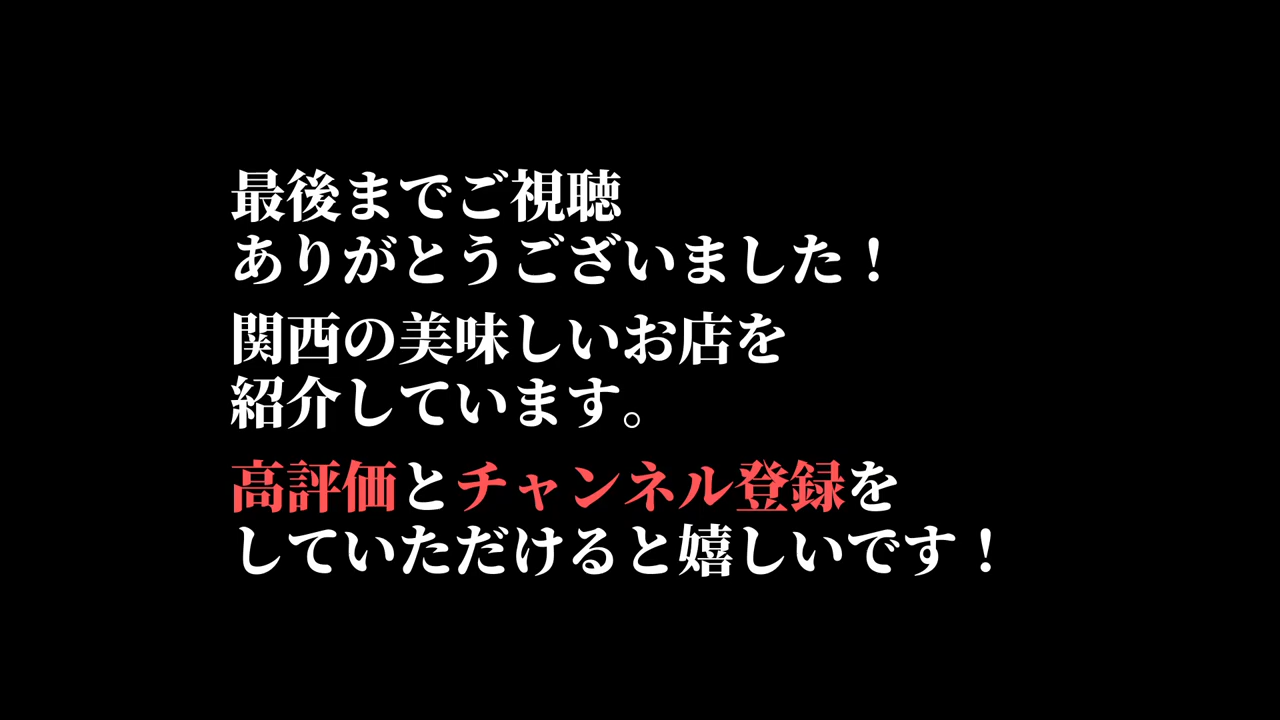 最後までご視聴
ありがとうございました！
関西の美味しいお店を
紹介しています。
高評価とチャンネル登録を
していただけると嬉しいです！